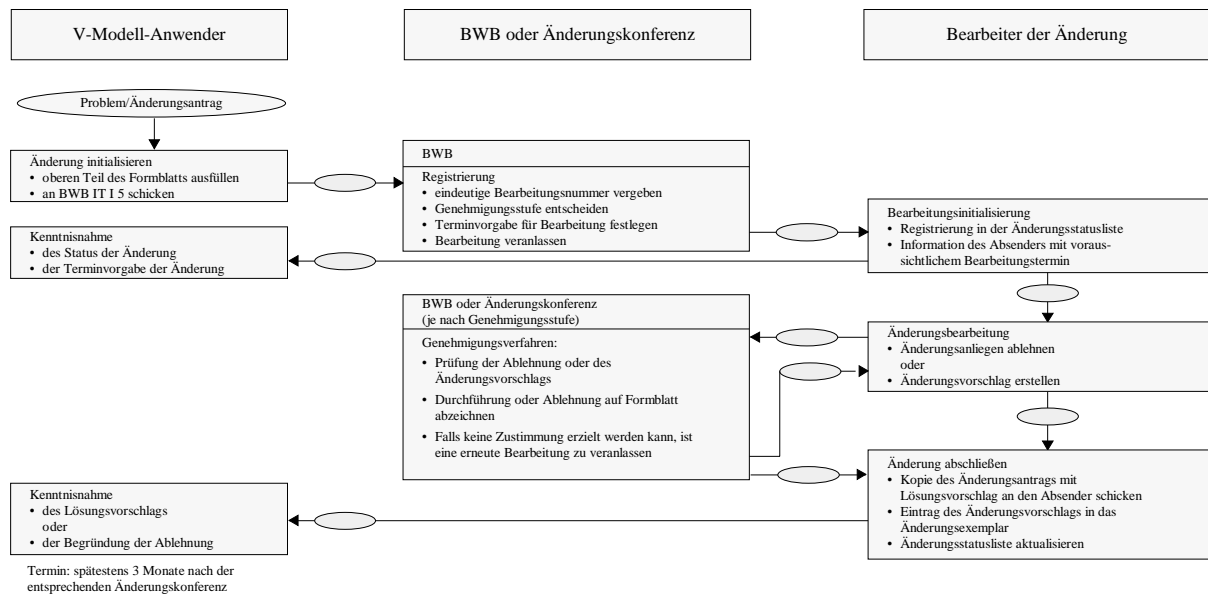 V-Modell-Anwender
BWB oder Änderungskonferenz
Bearbeiter der Änderung
Problem/Änderungsantrag
Änderung initialisieren
• oberen Teil des Formblatts ausfüllen
• an BWB IT I 5 schicken
BWB
Registrierung
• eindeutige Bearbeitungsnummer vergeben
• Genehmigungsstufe entscheiden
• Terminvorgabe für Bearbeitung festlegen
• Bearbeitung veranlassen
Bearbeitungsinitialisierung
• Registrierung in der Änderungsstatusliste
• Information des Absenders mit voraus-
sichtlichem Bearbeitungstermin
Kenntnisnahme
• des Status der Änderung
• der Terminvorgabe der Änderung
BWB oder Änderungskonferenz
(je nach Genehmigungsstufe)
Genehmigungsverfahren:
• Prüfung der Ablehnung oder des
Änderungsvorschlags
• Durchführung oder Ablehnung auf Formblatt
abzeichnen
• Falls keine Zustimmung erzielt werden kann, ist
eine erneute Bearbeitung zu veranlassen
Änderungsbearbeitung
• Änderungsanliegen ablehnen
oder
• Änderungsvorschlag erstellen
Änderung abschließen
• Kopie des Änderungsantrags mit
Lösungsvorschlag an den Absender schicken
• Eintrag des Änderungsvorschlags in das
Änderungsexemplar
• Änderungsstatusliste aktualisieren
Kenntnisnahme
• des Lösungsvorschlags
oder
• der Begründung der Ablehnung
Termin: spätestens 3 Monate nach der
entsprechenden Änderungskonferenz